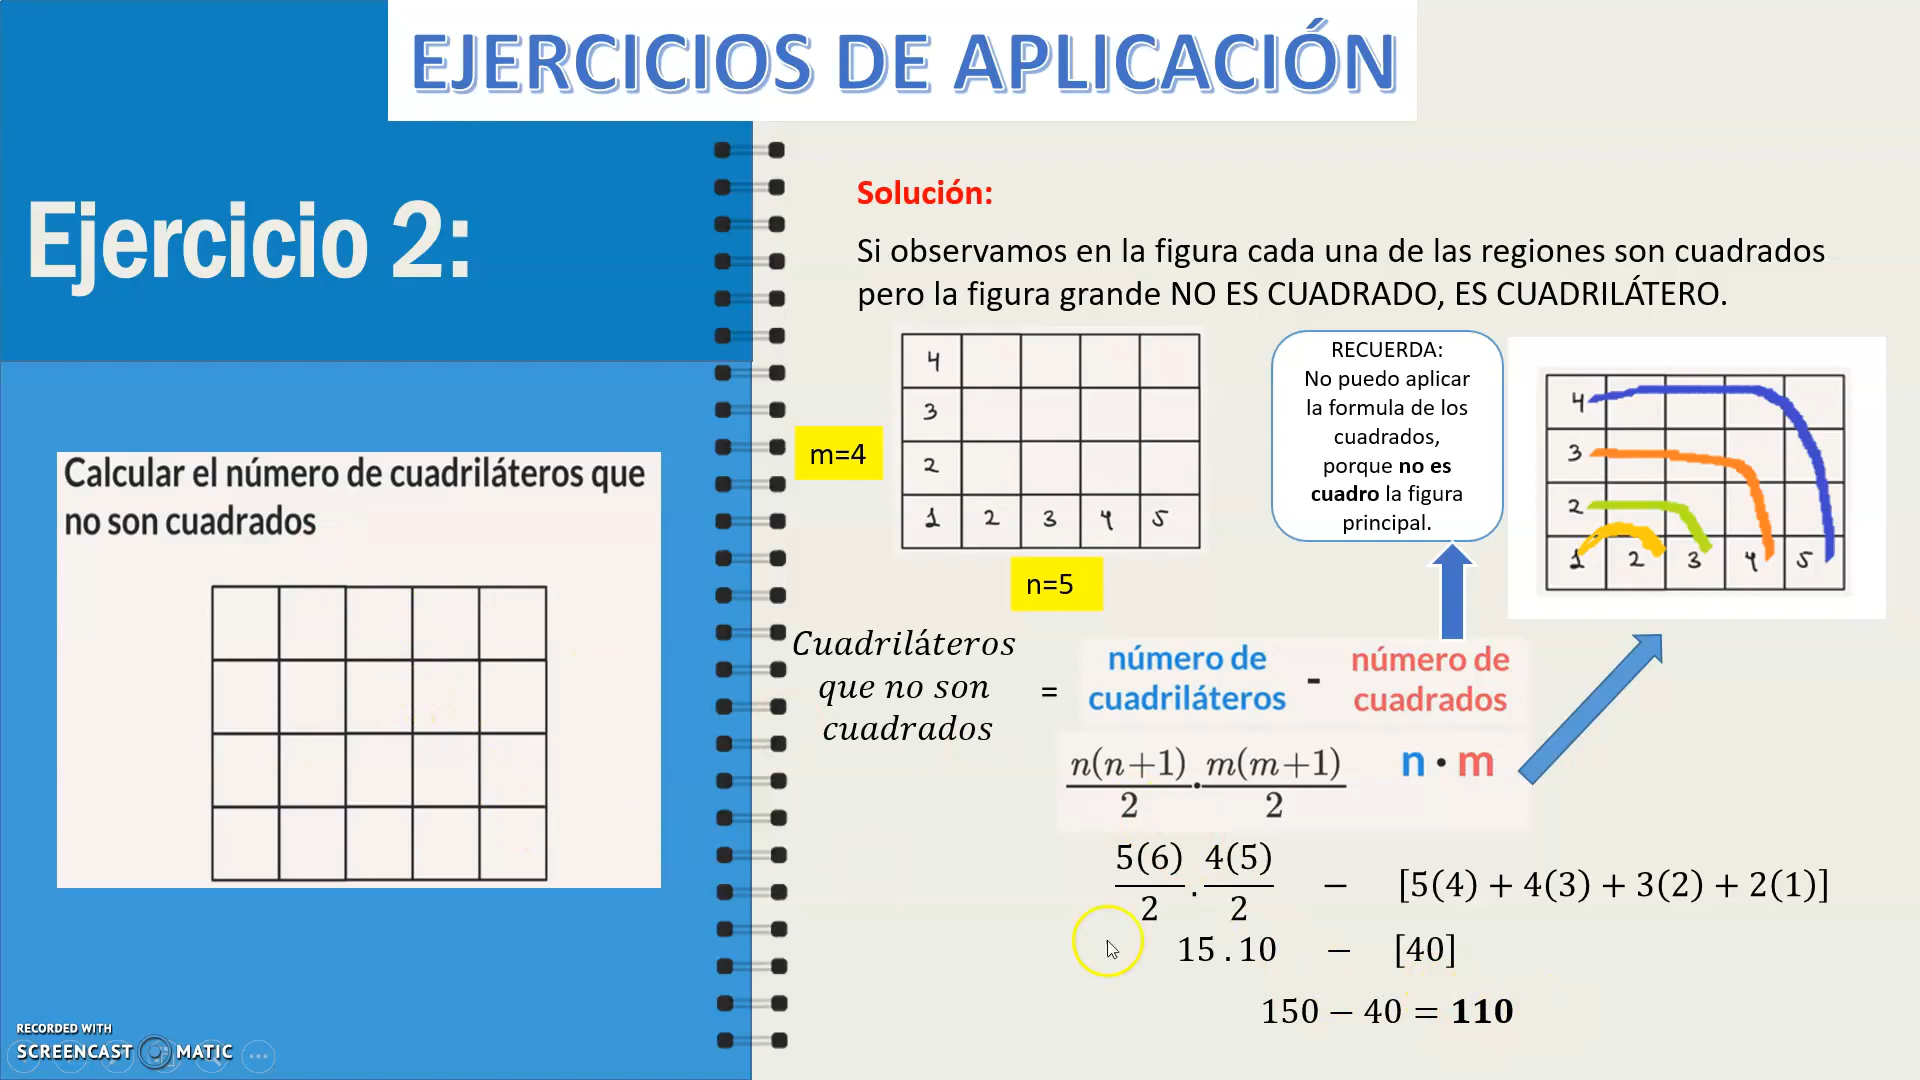 EJERCICIOS DE APLICACIÓN
Ejercicio 2:
Calcular el número de cuadriláteros que
no son cuadrados
Solución:
Si observamos en la figura cada una de las regiones son cuadrados
pero la figura grande NO ES CUADRADO, ES CUADRILÁTERO.
4
3
2
1 2 3 4 5
m=4
n=5
RECUERDA:
No puedo aplicar
la formula de los
cuadrados,
porque no es
cuadro la figura
principal.
4
3
2
1 2 3 4 5
Cuadriláteros
que no son
cuadrados
=
número de
cuadriláteros
-
número de
cuadrados
n(n+1)/2 · m(m+1)/2
n · m
5(6)/2 . 4(5)/2 − [5(4) + 4(3) + 3(2) + 2(1)]
15 . 10 − [40]
150 − 40 = 110
RECORDED WITH
SCREENCAST MATIC